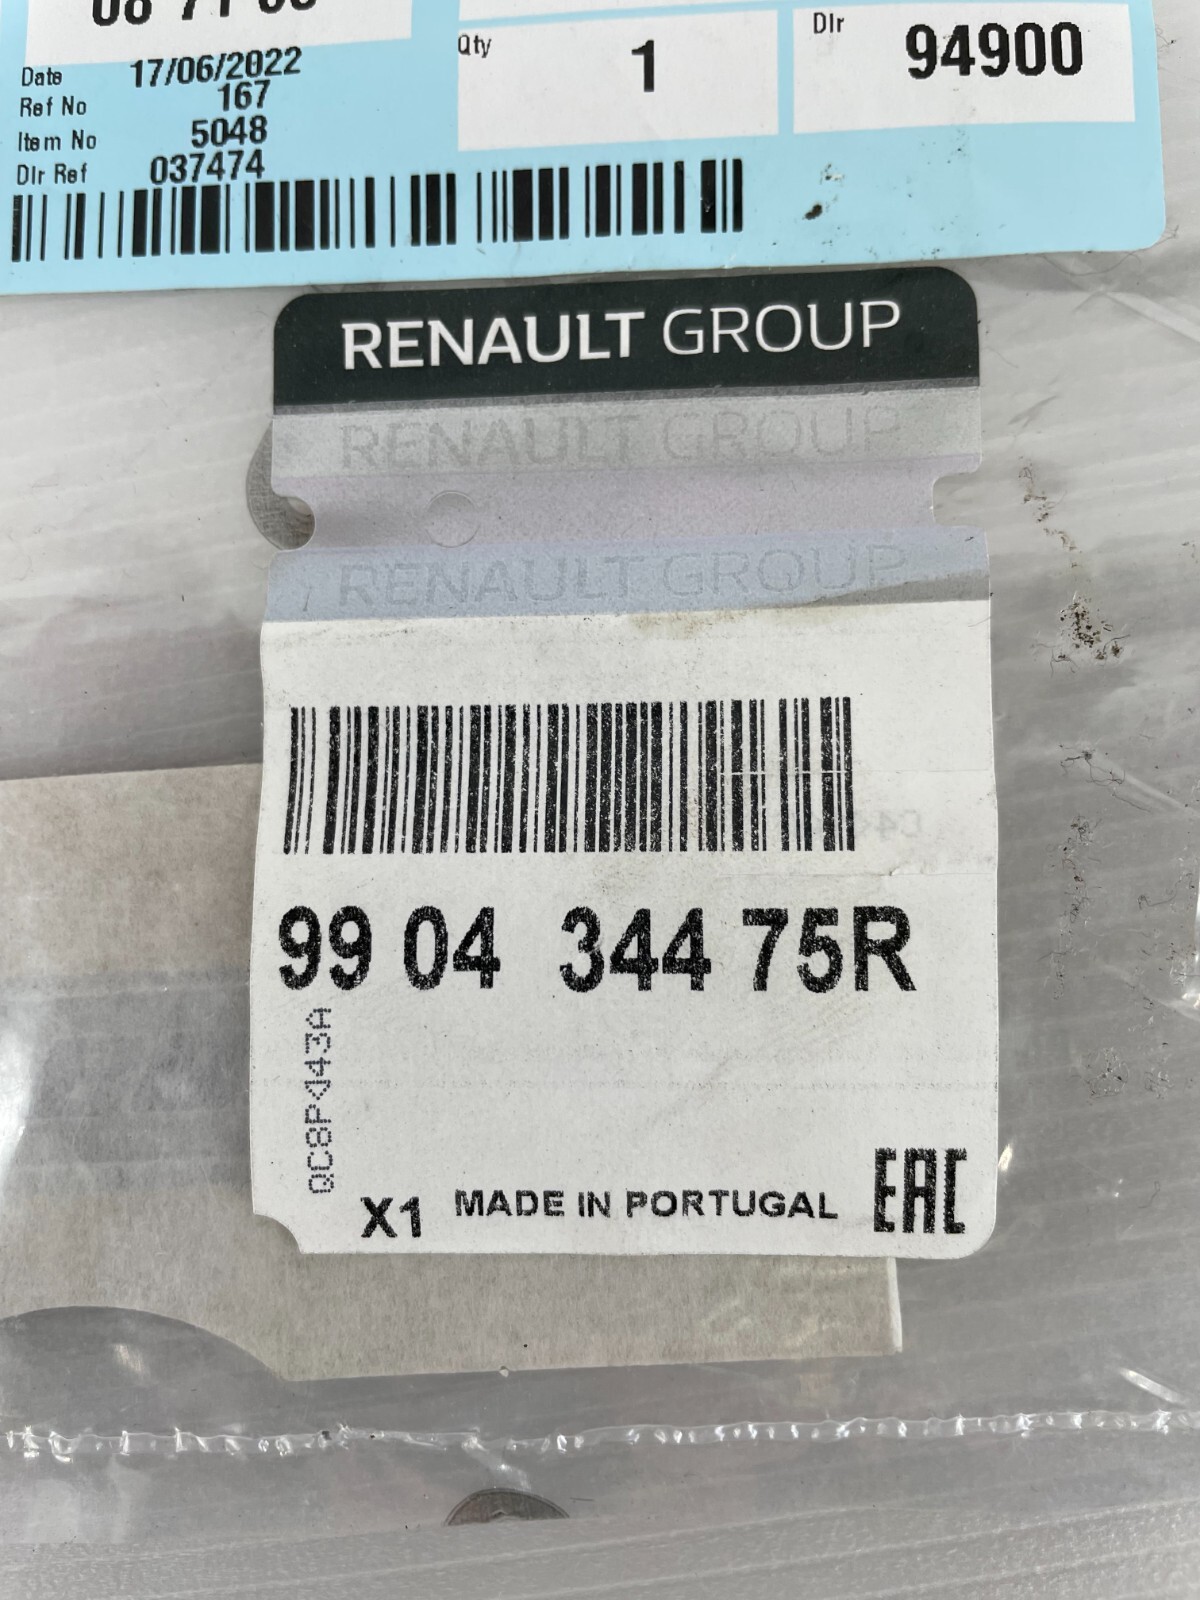 Date 17/06/2022
Ref No 167
Item No 5048
Dlr Ref 037474
Qty 1
Dlr 94900
RENAULT GROUP
RENAULT GROUP
RENAULT GROUP
99 04 344 75R
QC8P443A
X1 MADE IN PORTUGAL EAC